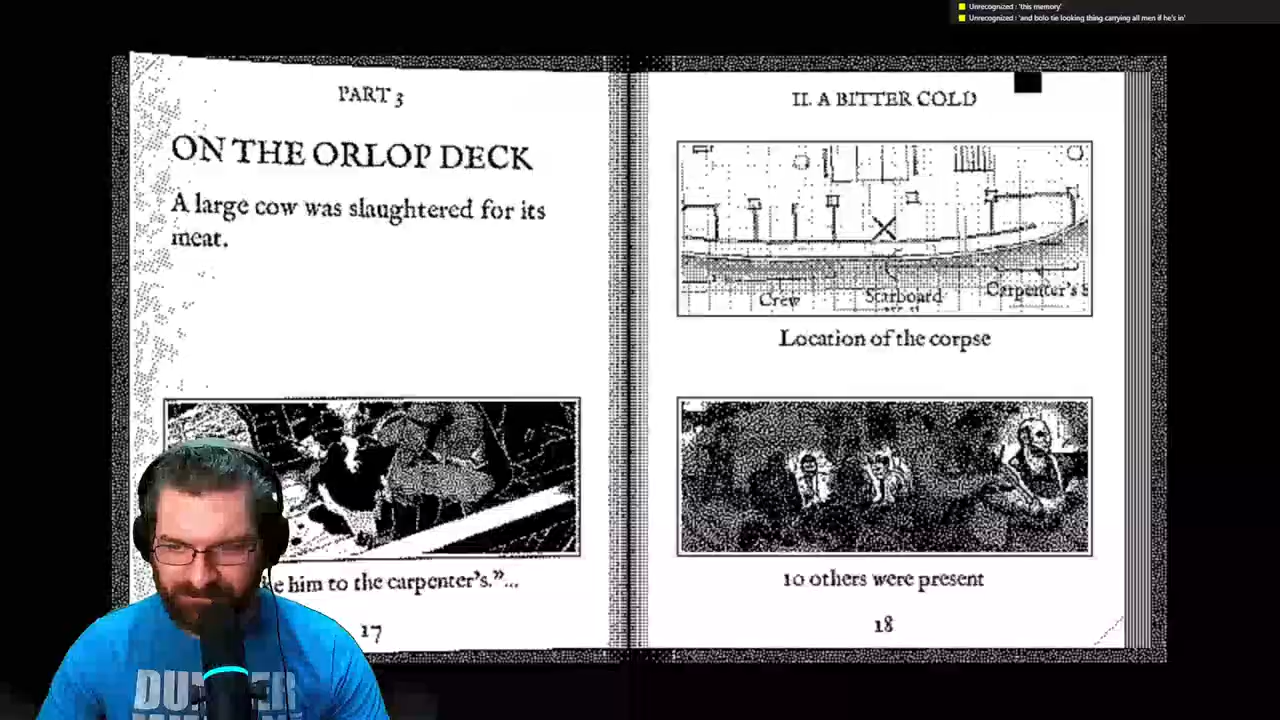 Unrecognized : 'this memory'
Unrecognized : 'and bolo tie looking thing carrying all men if he's in'
PART 3
ON THE ORLOP DECK
A large cow was slaughtered for its
meat.
him to the carpenter's."...
17
II. A BITTER COLD
Crew
Starboard
Carpenter's
Location of the corpse
10 others were present
18